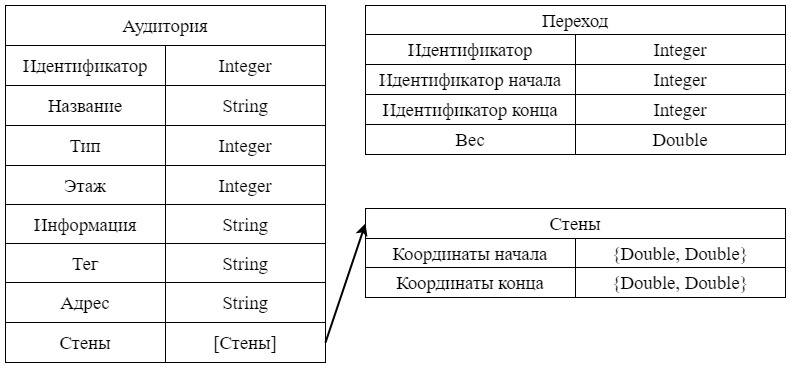 Аудитория
Идентификатор Integer
Название String
Тип Integer
Этаж Integer
Информация String
Тег String
Адрес String
Стены [Стены]
Переход
Идентификатор Integer
Идентификатор начала Integer
Идентификатор конца Integer
Вес Double
Стены
Координаты начала {Double, Double}
Координаты конца {Double, Double}